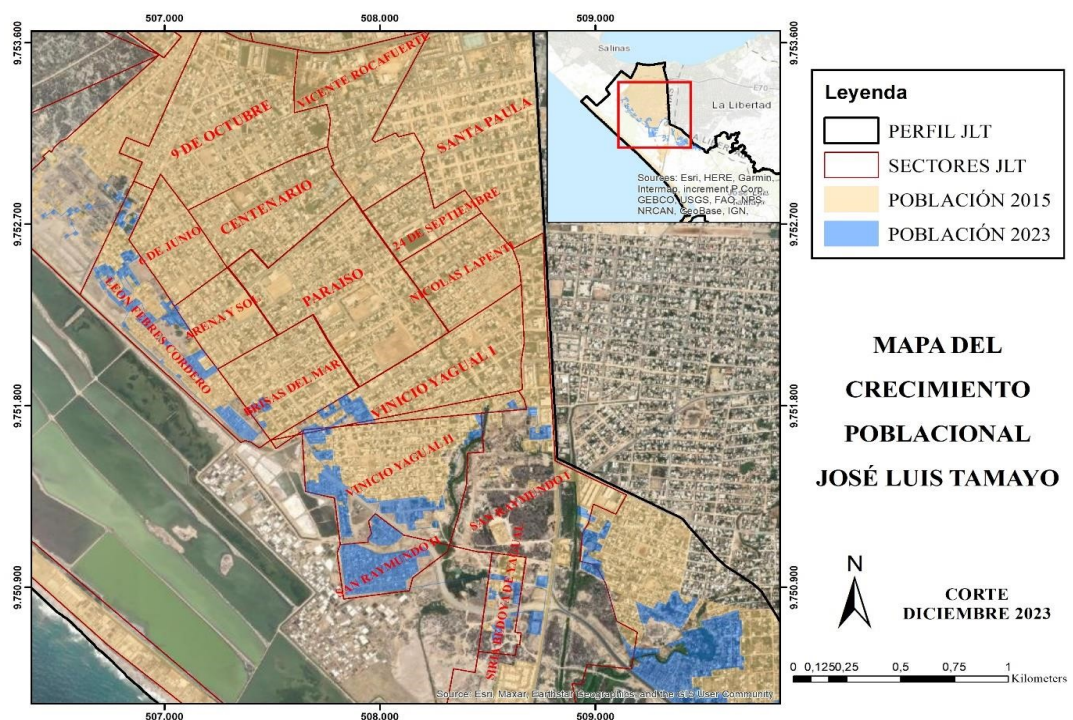 507.000
508.000
509.000
9.753.600
9.753.600
VICENTE ROCAFUERTE
9 DE OCTUBRE
SANTA PAULA
CENTENARIO
24 DE SEPTIEMBRE
6 DE JUNIO
NICOLAS LAPENTI
PARAISO
LEON FEBRES CORDERO
ARENA Y SOL
BRISAS DEL MAR
VINICIO YAGUAL I
VINICIO YAGUAL II
SAN RAYMUNDO I
SAN RAYMUNDO II
DE YAGUAL
Salinas
La Libertad
Sources: Esri, HERE, Garmin,
Intermap, increment P Corp.,
GEBCO, USGS, FAO, NPS,
NRCAN, GeoBase, IGN,
9.752.700
9.752.700
9.751.800
9.751.800
9.750.900
9.750.900
Source: Esri, Maxar, Earthstar Geographics, and the GIS User Community
507.000
508.000
509.000
Leyenda
PERFIL JLT
SECTORES JLT
POBLACIÓN 2015
POBLACIÓN 2023
MAPA DEL
CRECIMIENTO
POBLACIONAL
JOSÉ LUIS TAMAYO
N
CORTE
DICIEMBRE 2023
0 0,1250,25 0,5 0,75 1
Kilometers